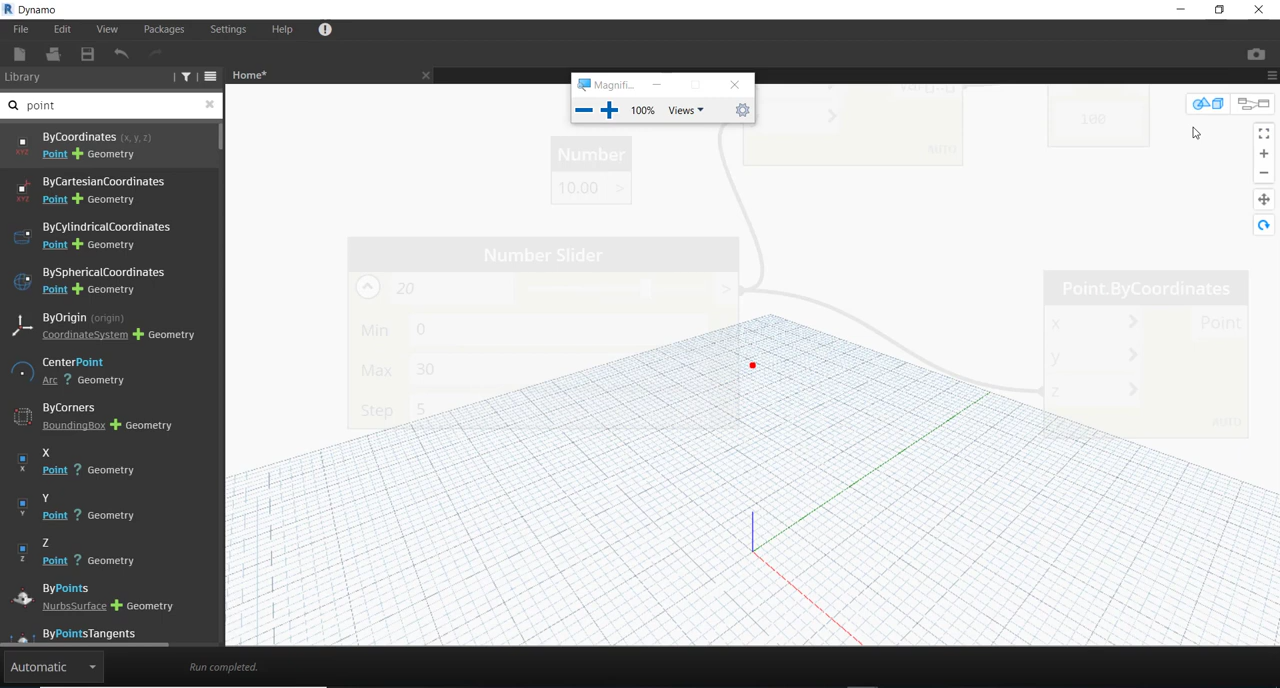 Dynamo
File Edit View Packages Settings Help
Library
Home*
point
ByCoordinates (x, y, z)
Point Geometry
ByCartesianCoordinates
Point Geometry
ByCylindricalCoordinates
Point Geometry
BySphericalCoordinates
Point Geometry
ByOrigin (origin)
CoordinateSystem Geometry
CenterPoint
Arc ? Geometry
ByCorners
BoundingBox Geometry
X
Point ? Geometry
Y
Point ? Geometry
Z
Point ? Geometry
ByPoints
NurbsSurface Geometry
ByPointsTangents
Magnifi...
100% Views
AUTO
100
Number
10.00 >
Number Slider
20 >
Min 0
Max 30
Step 5
Point.ByCoordinates
x > Point
y >
z >
AUTO
Automatic Run completed.